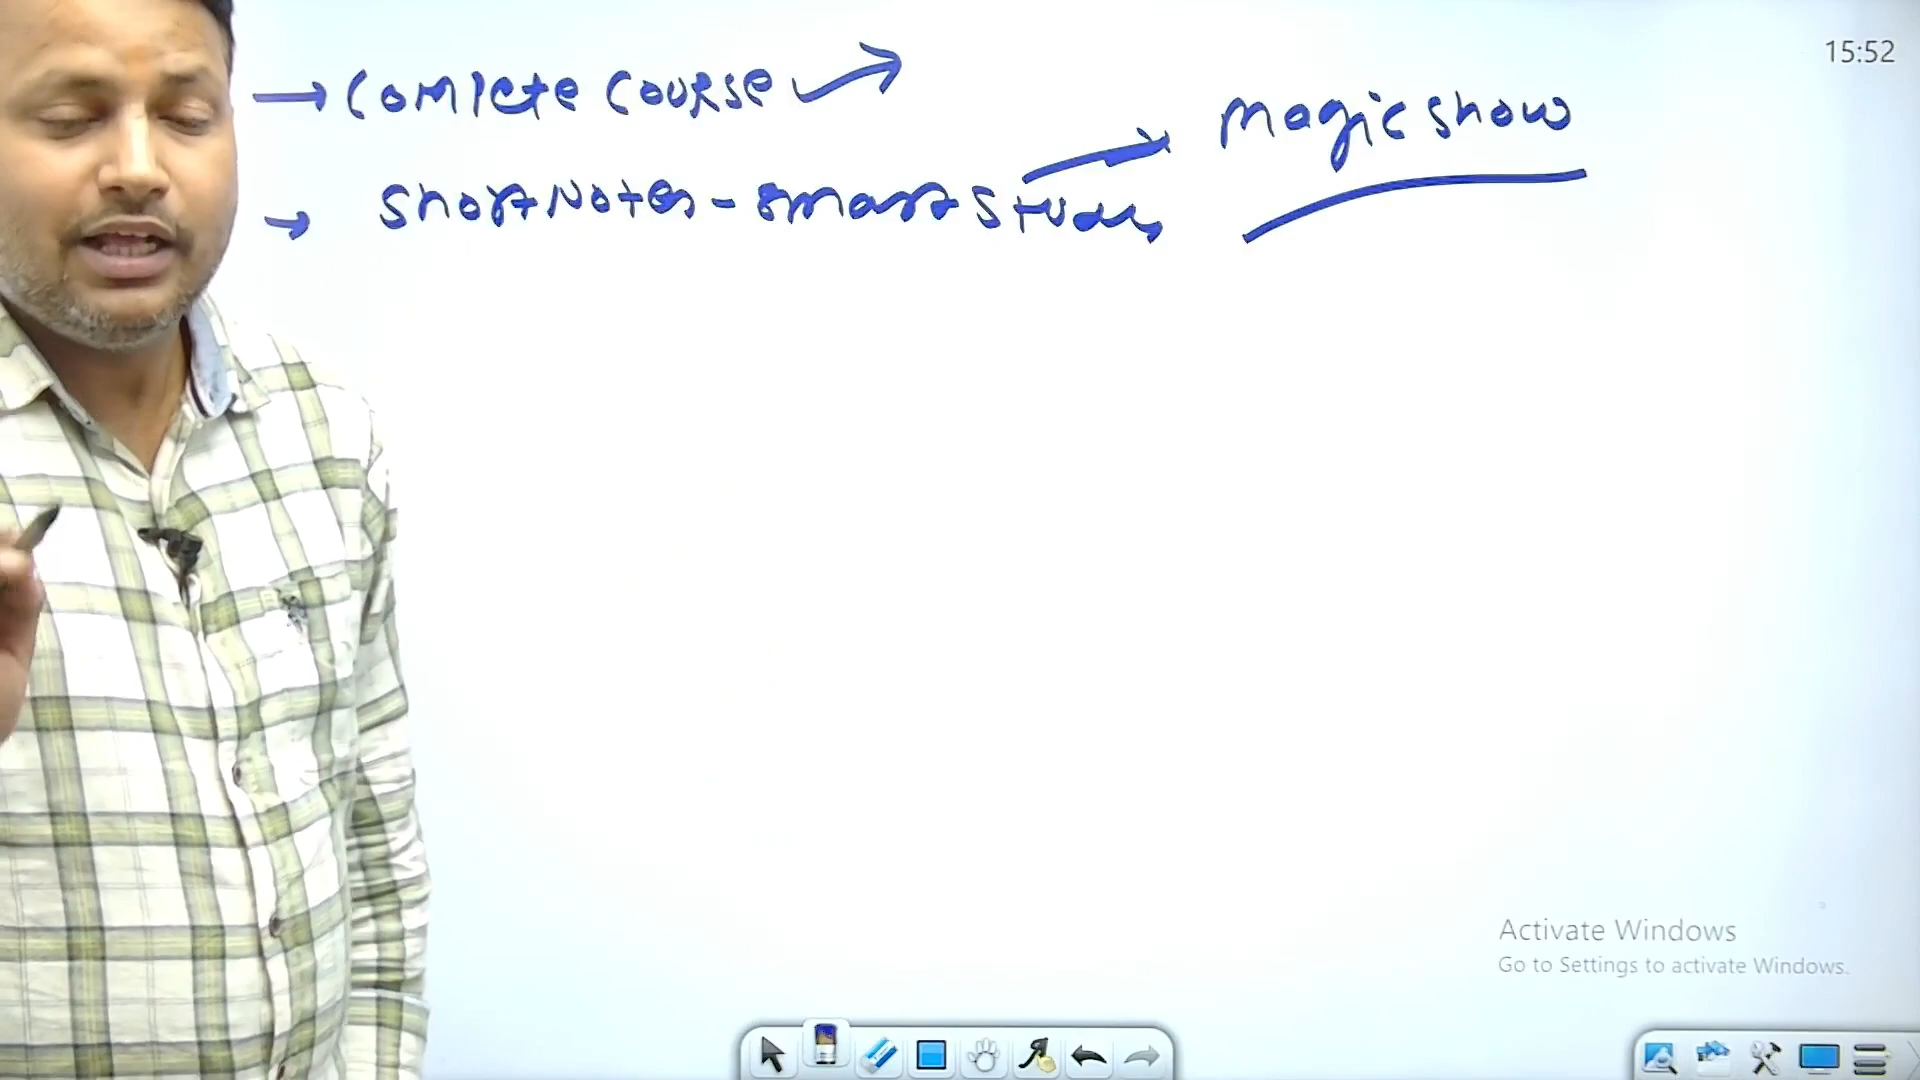 15:52
→ Comlete Course ✓→
magic show
→ Short Notes - Smart Study
Activate Windows
Go to Settings to activate Windows.